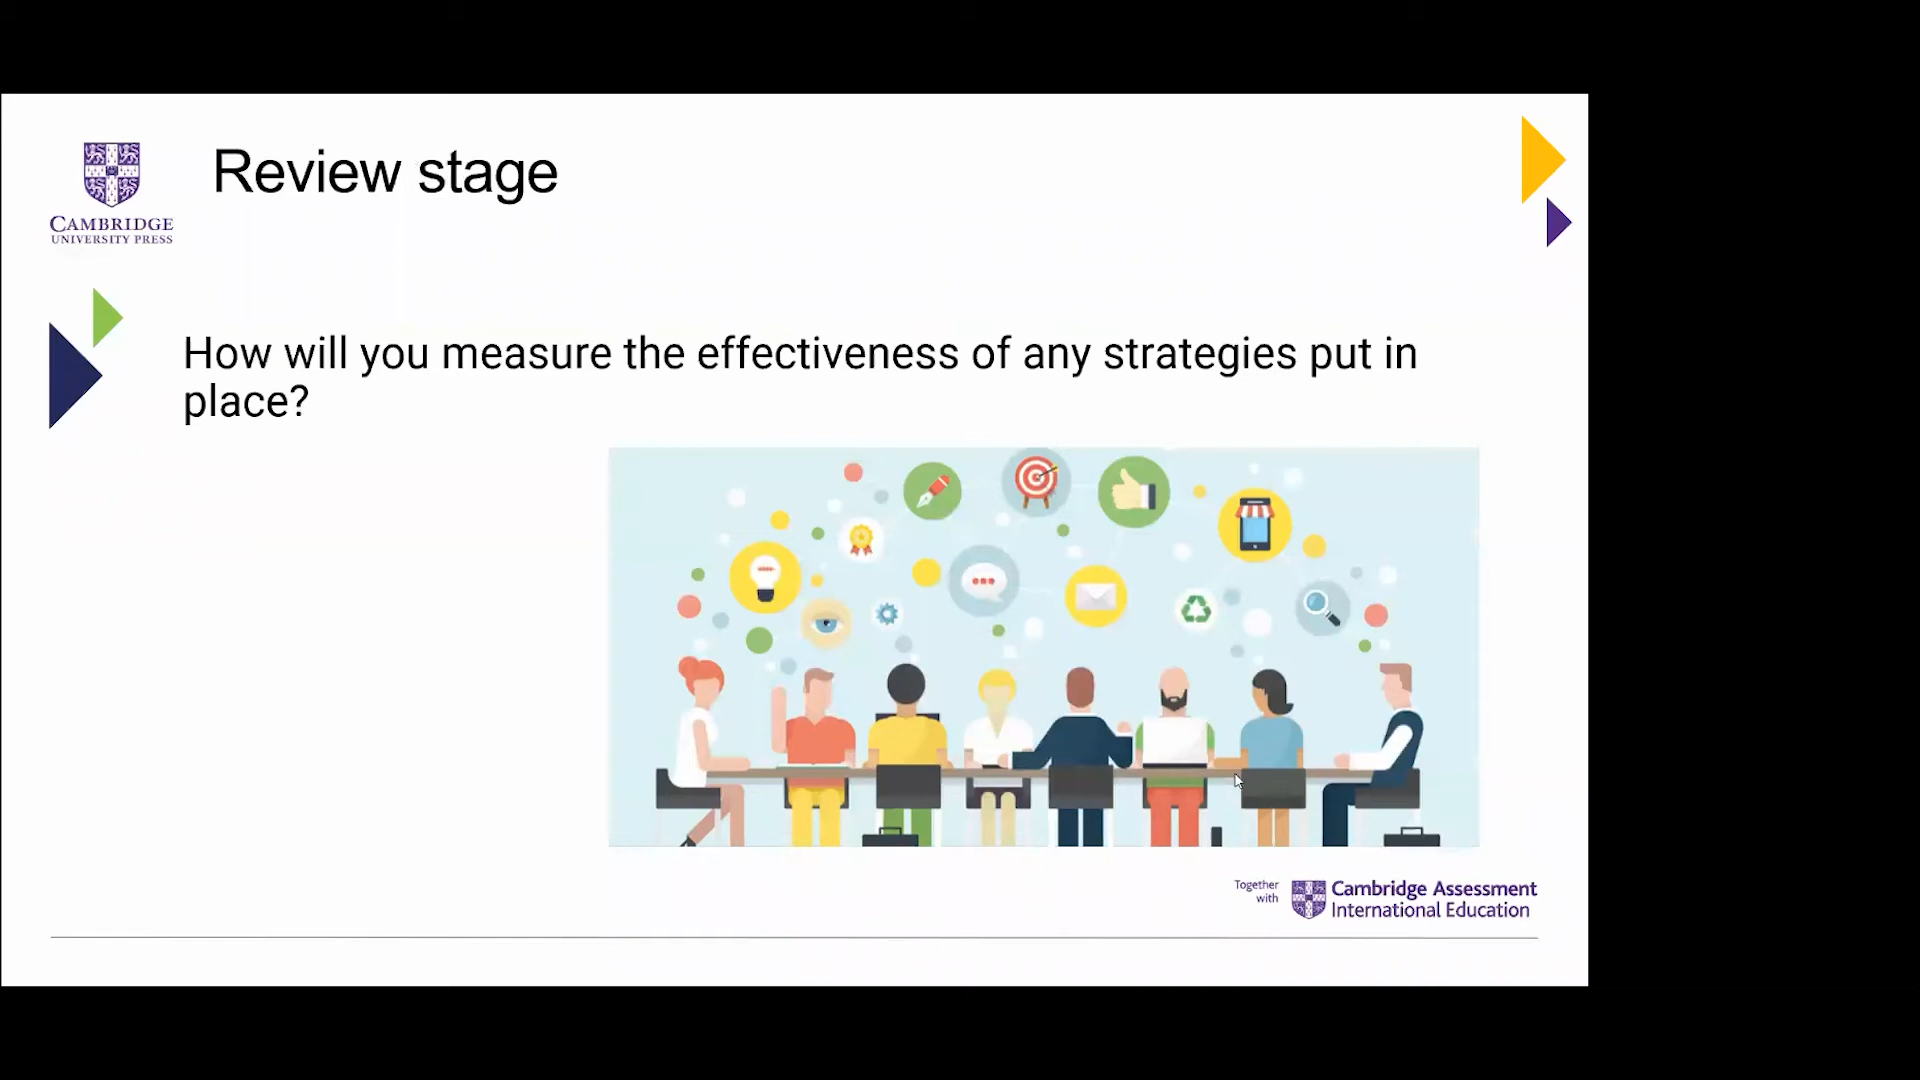 Review stage
CAMBRIDGE
UNIVERSITY PRESS
How will you measure the effectiveness of any strategies put in
place?
Together
with
Cambridge Assessment
International Education